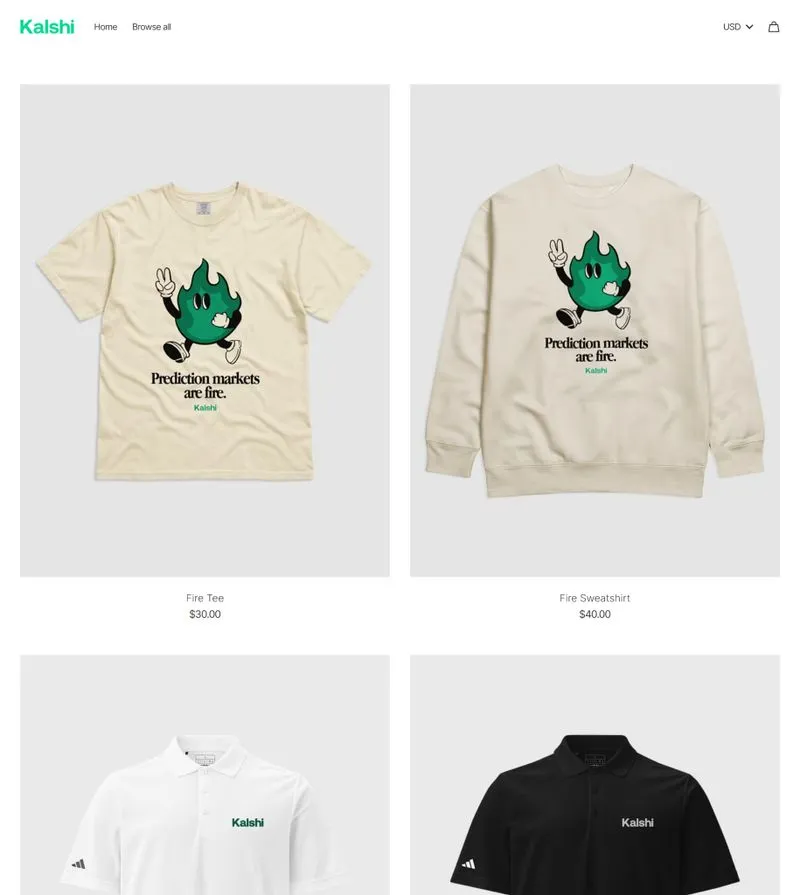 Kalshi
Home
Browse all
USD
Prediction markets
are fire.
Kalshi
Prediction markets
are fire.
Kalshi
Fire Tee
$30.00
Fire Sweatshirt
$40.00
Kalshi
Kalshi